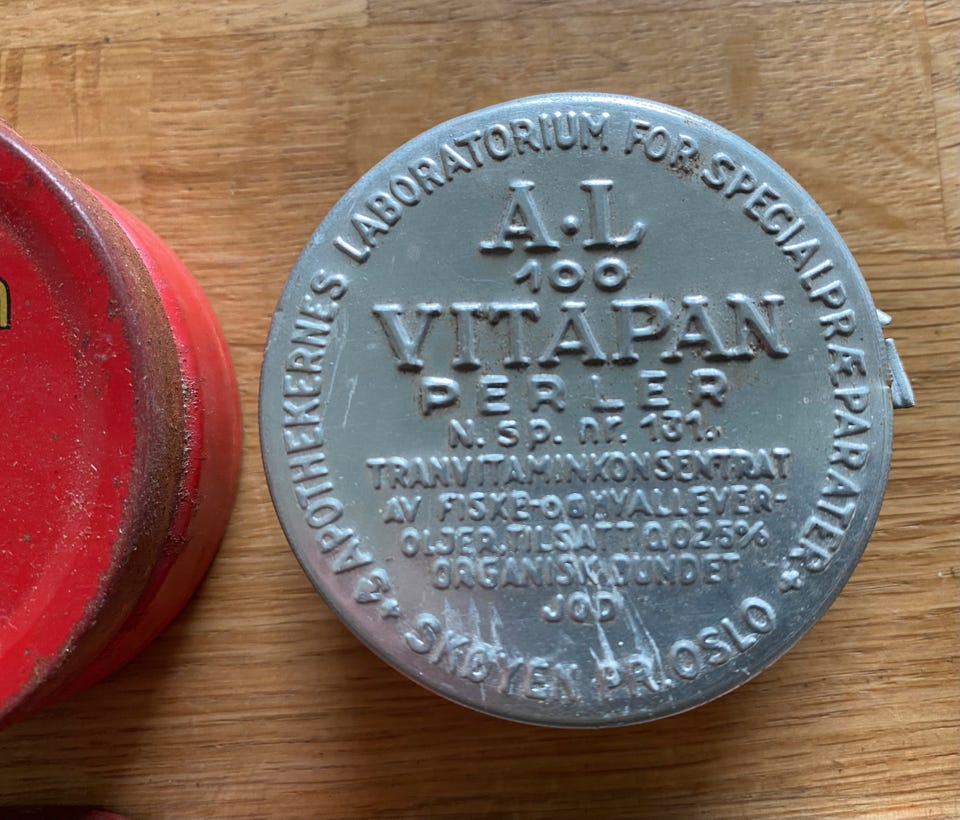 A/S APOTHEKERNES LABORATORIUM FOR SPECIALPRÆPARATER
A·L
100
VITAPAN
PERLER
N. Sp. nr. 131.
TRANVITAMINKONSENTRAT
AV FISKE-OG HVALLEVER-
OLJER. TILSATT 0,025%
ORGANISK BUNDET
JOD
SKØYEN PR. OSLO